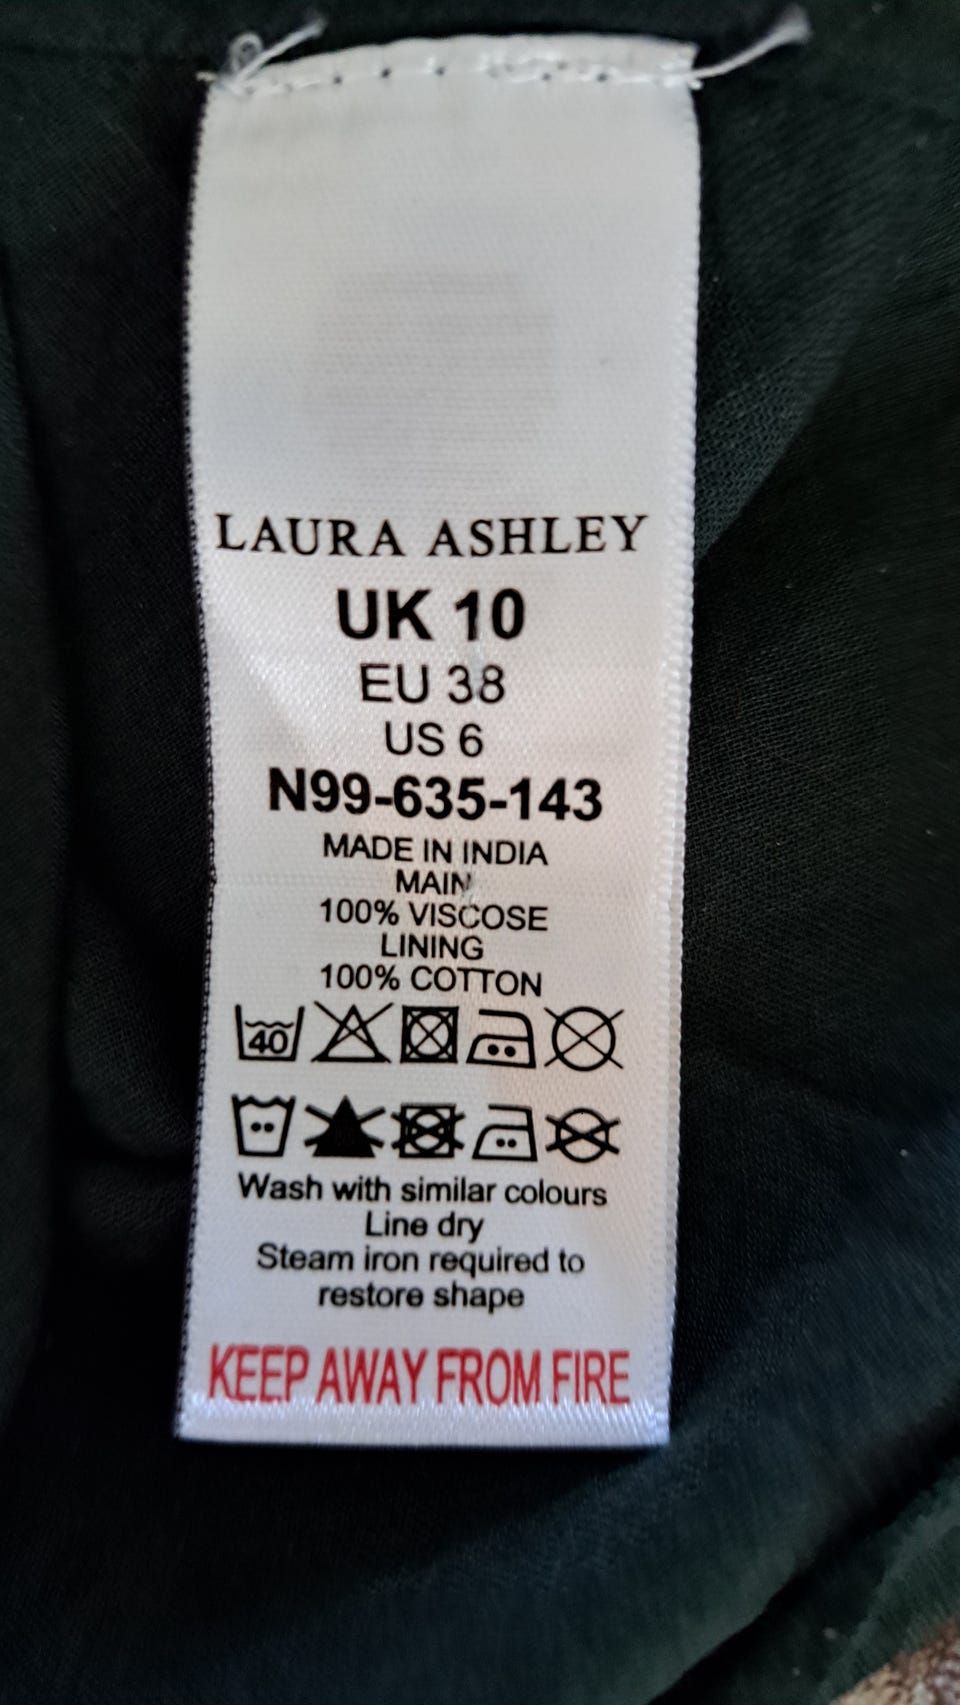 LAURA ASHLEY
UK 10
EU 38
US 6
N99-635-143
MADE IN INDIA
MAIN
100% VISCOSE
LINING
100% COTTON
40
Wash with similar colours
Line dry
Steam iron required to
restore shape
KEEP AWAY FROM FIRE